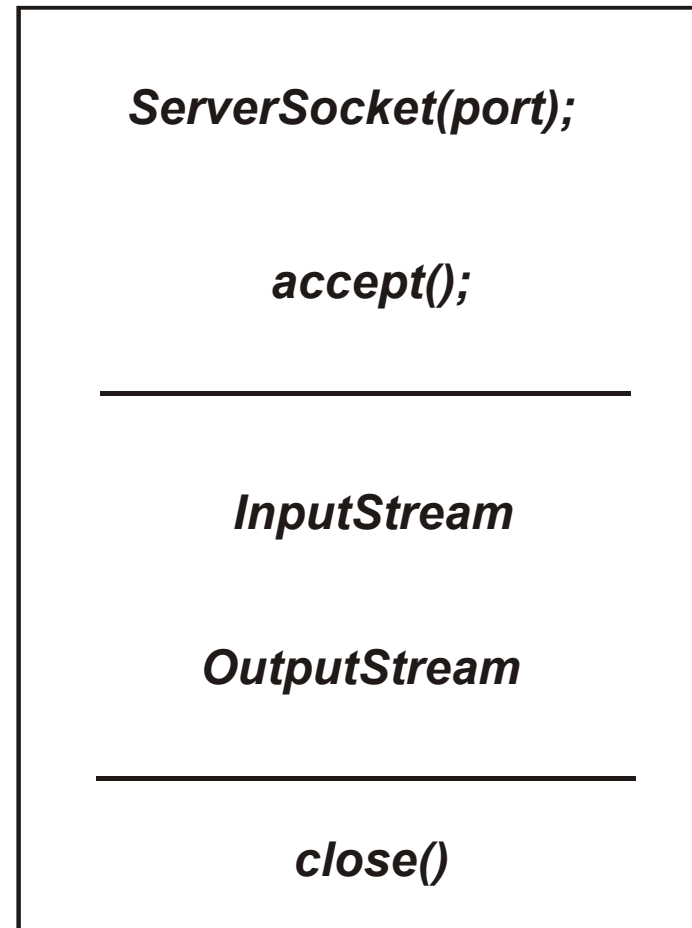 ServerSocket(port);
accept();
InputStream
OutputStream
close()